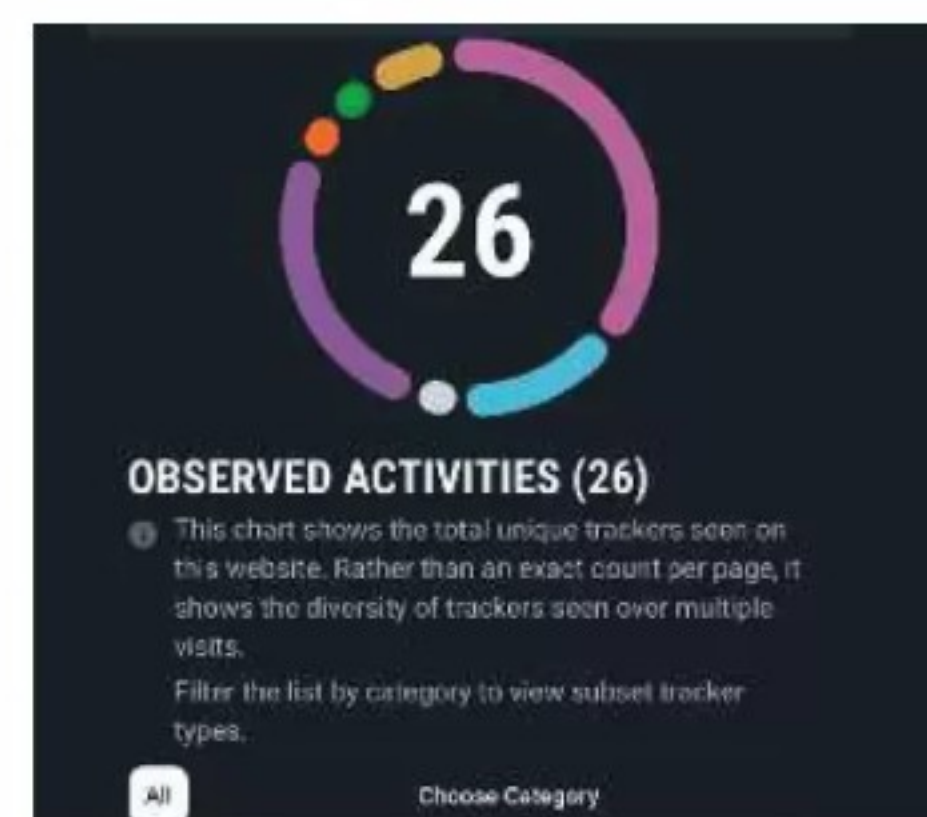 26
OBSERVED ACTIVITIES (26)
This chart shows the total unique trackers seen on
this website. Rather than an exact count per page, it
shows the diversity of trackers seen over multiple
visits.
Filter the list by category to view subset tracker
types.
All Choose Category